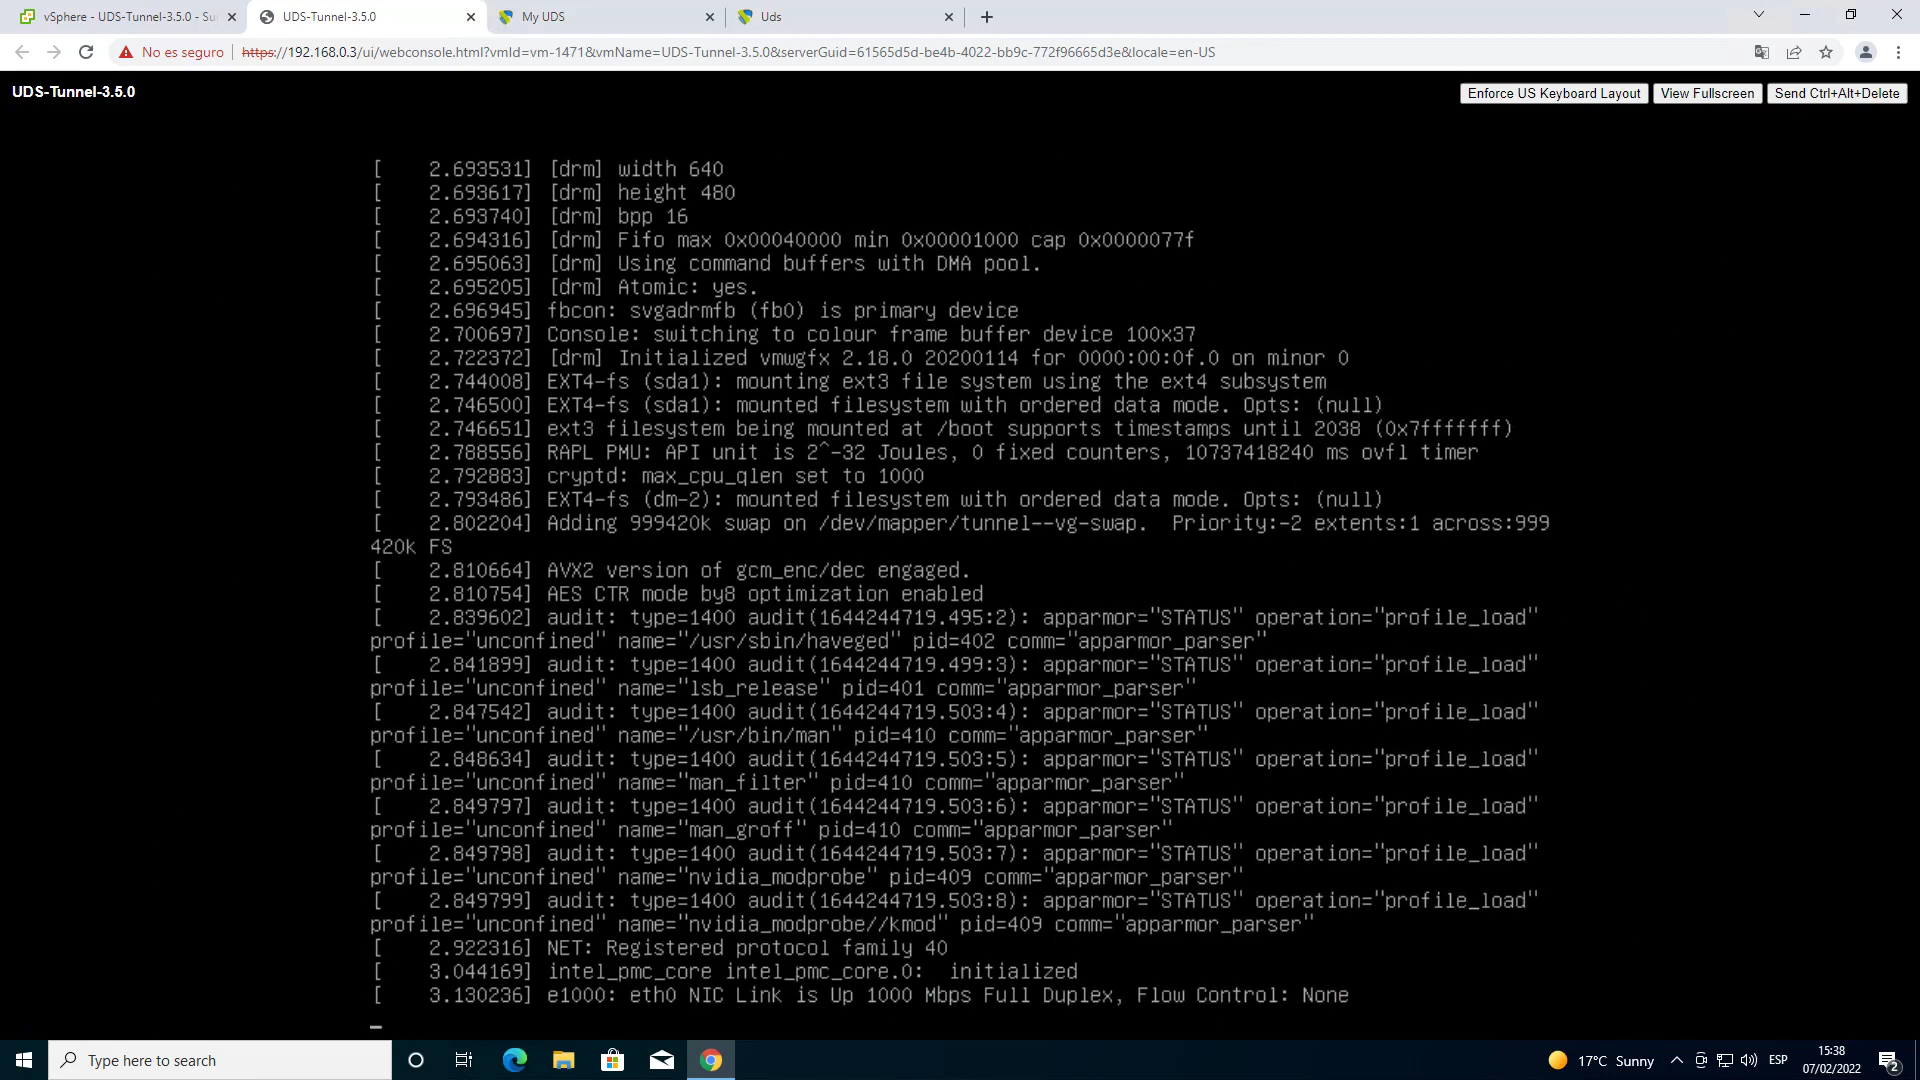 vSphere - UDS-Tunnel-3.5.0 - Su
UDS-Tunnel-3.5.0
My UDS
Uds
No es seguro
https://192.168.0.3/ui/webconsole.html?vmId=vm-1471&vmName=UDS-Tunnel-3.5.0&serverGuid=61565d5d-be4b-4022-bb9c-772f96665d3e&locale=en-US
UDS-Tunnel-3.5.0
Enforce US Keyboard Layout
View Fullscreen
Send Ctrl+Alt+Delete
[    2.693531] [drm] width 640
[    2.693617] [drm] height 480
[    2.693740] [drm] bpp 16
[    2.694316] [drm] Fifo max 0x00040000 min 0x00001000 cap 0x0000077f
[    2.695063] [drm] Using command buffers with DMA pool.
[    2.695205] [drm] Atomic: yes.
[    2.696945] fbcon: svgadrmfb (fb0) is primary device
[    2.700697] Console: switching to colour frame buffer device 100x37
[    2.722372] [drm] Initialized vmwgfx 2.18.0 20200114 for 0000:00:0f.0 on minor 0
[    2.744008] EXT4-fs (sda1): mounting ext3 file system using the ext4 subsystem
[    2.746500] EXT4-fs (sda1): mounted filesystem with ordered data mode. Opts: (null)
[    2.746651] ext3 filesystem being mounted at /boot supports timestamps until 2038 (0x7fffffff)
[    2.788556] RAPL PMU: API unit is 2^-32 Joules, 0 fixed counters, 10737418240 ms ovfl timer
[    2.792883] cryptd: max_cpu_qlen set to 1000
[    2.793486] EXT4-fs (dm-2): mounted filesystem with ordered data mode. Opts: (null)
[    2.802204] Adding 999420k swap on /dev/mapper/tunnel--vg-swap.  Priority:-2 extents:1 across:999
420k FS
[    2.810664] AVX2 version of gcm_enc/dec engaged.
[    2.810754] AES CTR mode by8 optimization enabled
[    2.839602] audit: type=1400 audit(1644244719.495:2): apparmor="STATUS" operation="profile_load"
profile="unconfined" name="/usr/sbin/haveged" pid=402 comm="apparmor_parser"
[    2.841899] audit: type=1400 audit(1644244719.499:3): apparmor="STATUS" operation="profile_load"
profile="unconfined" name="lsb_release" pid=401 comm="apparmor_parser"
[    2.847542] audit: type=1400 audit(1644244719.503:4): apparmor="STATUS" operation="profile_load"
profile="unconfined" name="/usr/bin/man" pid=410 comm="apparmor_parser"
[    2.848634] audit: type=1400 audit(1644244719.503:5): apparmor="STATUS" operation="profile_load"
profile="unconfined" name="man_filter" pid=410 comm="apparmor_parser"
[    2.849797] audit: type=1400 audit(1644244719.503:6): apparmor="STATUS" operation="profile_load"
profile="unconfined" name="man_groff" pid=410 comm="apparmor_parser"
[    2.849798] audit: type=1400 audit(1644244719.503:7): apparmor="STATUS" operation="profile_load"
profile="unconfined" name="nvidia_modprobe" pid=409 comm="apparmor_parser"
[    2.849799] audit: type=1400 audit(1644244719.503:8): apparmor="STATUS" operation="profile_load"
profile="unconfined" name="nvidia_modprobe//kmod" pid=409 comm="apparmor_parser"
[    2.922316] NET: Registered protocol family 40
[    3.044169] intel_pmc_core intel_pmc_core.0:  initialized
[    3.130236] e1000: eth0 NIC Link is Up 1000 Mbps Full Duplex, Flow Control: None
_
Type here to search
17°C Sunny
ESP
15:38
07/02/2022
2